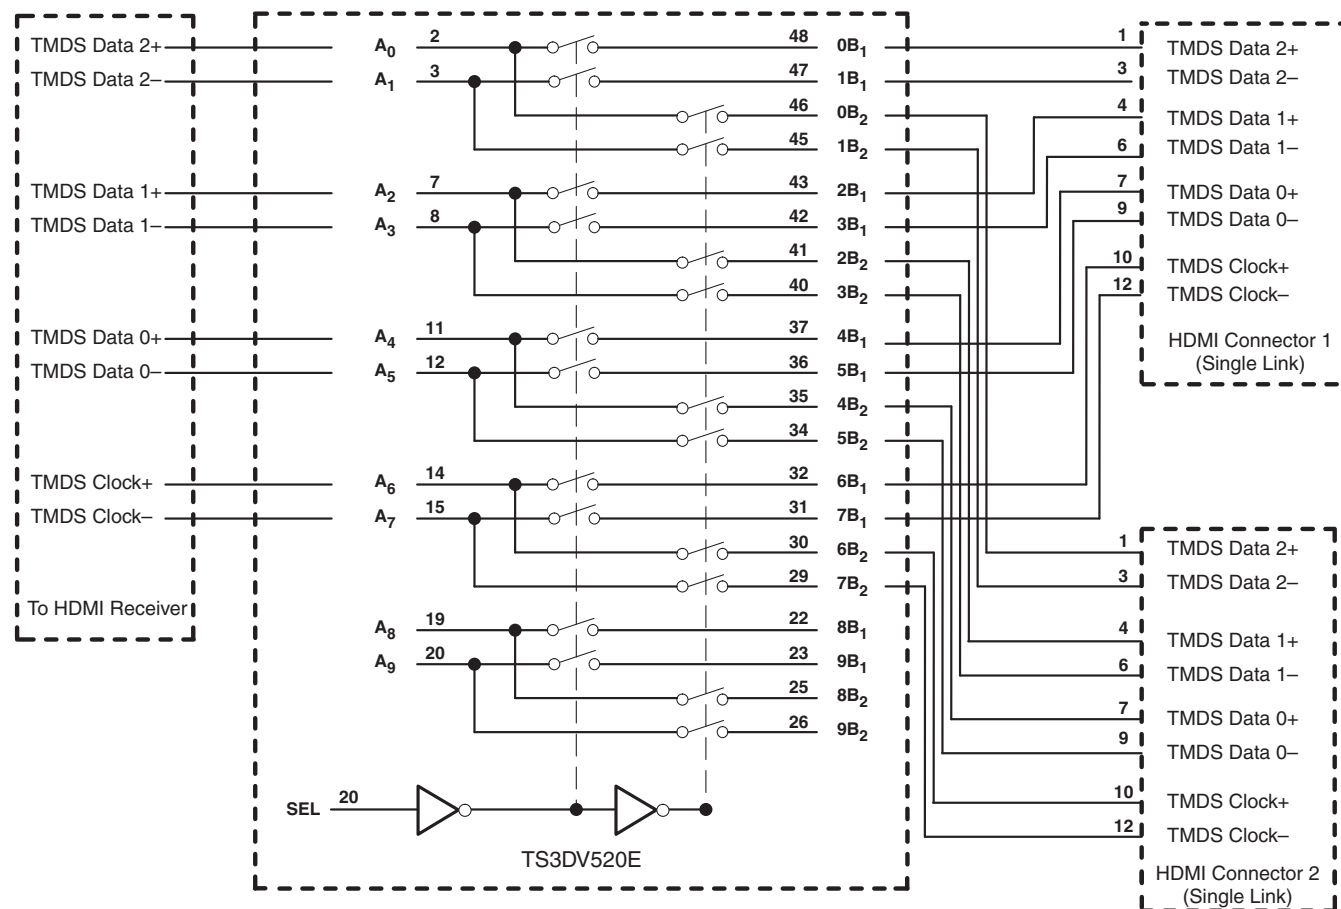 TMDS Data 2+ A0 2 48 0B1 1 TMDS Data 2+
TMDS Data 2– A1 3 47 1B1 3 TMDS Data 2–
46 0B2 4 TMDS Data 1+
45 1B2 6 TMDS Data 1–
TMDS Data 1+ A2 7 43 2B1 7 TMDS Data 0+
TMDS Data 1– A3 8 42 3B1 9 TMDS Data 0–
41 2B2 10 TMDS Clock+
40 3B2 12 TMDS Clock–
TMDS Data 0+ A4 11 37 4B1 HDMI Connector 1
TMDS Data 0– A5 12 36 5B1 (Single Link)
35 4B2
34 5B2
TMDS Clock+ A6 14 32 6B1
TMDS Clock– A7 15 31 7B1
30 6B2 1 TMDS Data 2+
29 7B2 3 TMDS Data 2–
To HDMI Receiver
A8 19 22 8B1 4 TMDS Data 1+
A9 20 23 9B1 6 TMDS Data 1–
25 8B2 7 TMDS Data 0+
26 9B2 9 TMDS Data 0–
SEL 20 10 TMDS Clock+
12 TMDS Clock–
TS3DV520E
HDMI Connector 2
(Single Link)